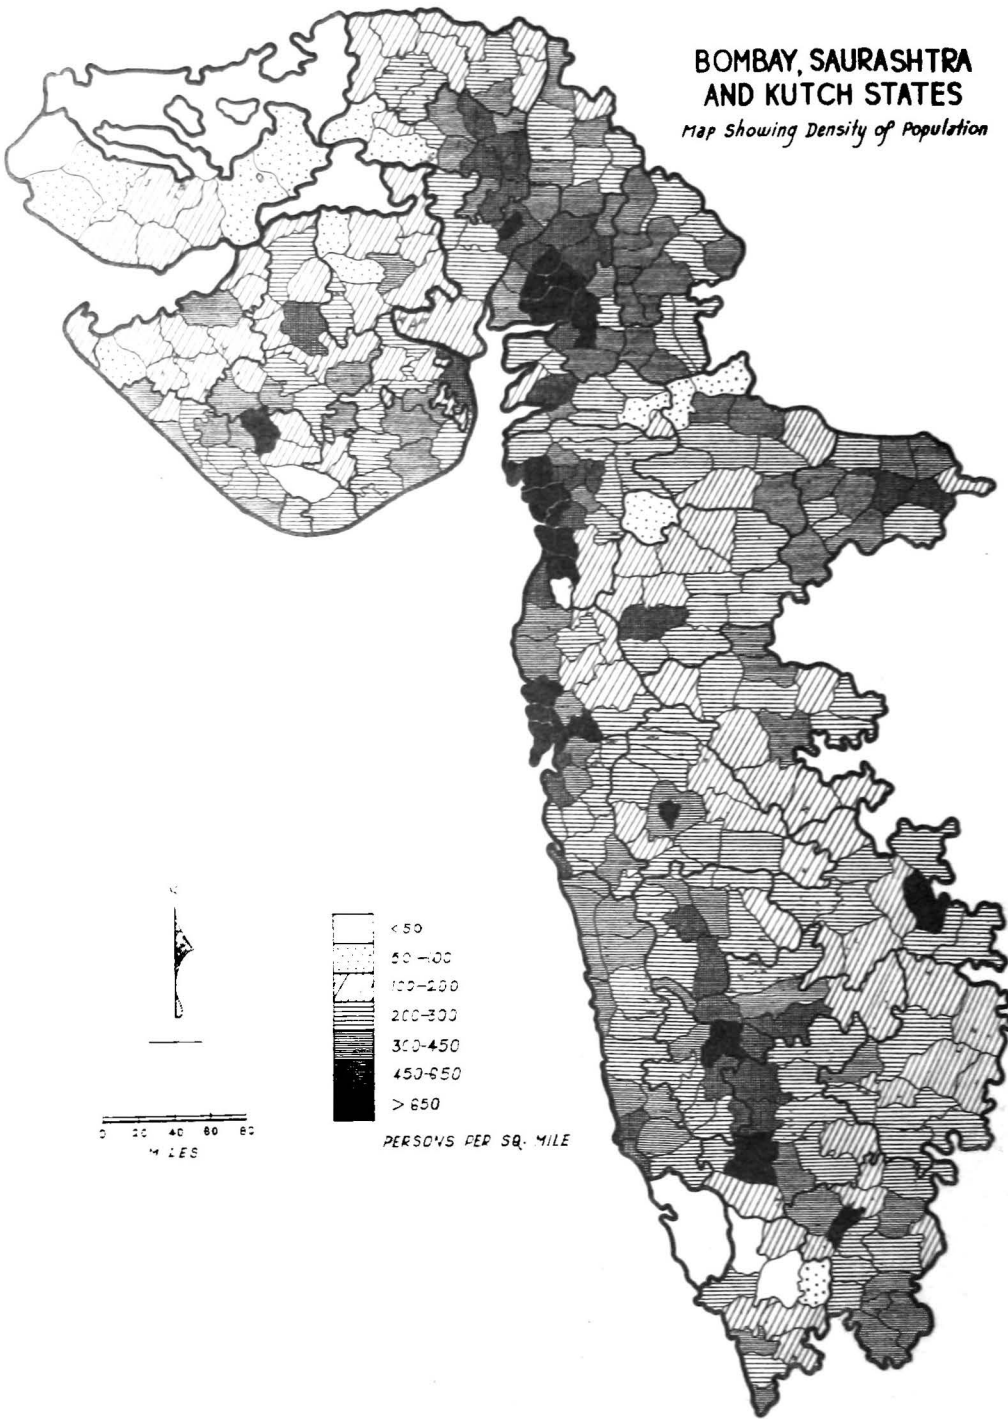 BOMBAY, SAURASHTRA
AND KUTCH STATES
Map Showing Density of Population
<50
50-100
100-200
200-300
300-450
450-650
>650
PERSONS PER SQ. MILE
0 20 40 60 80
MILES